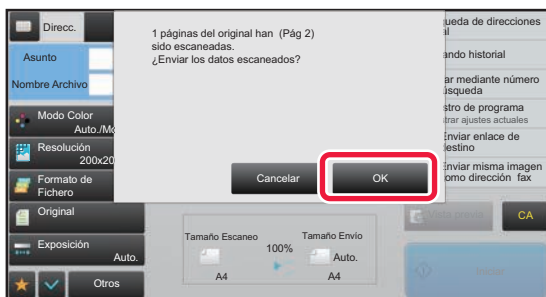 Direcc.
Asunto
Nombre Archivo
Modo Color
Auto./Mo
Resolución
200x20
Formato de
Fichero
Original
Exposición
Auto.
Otros
1 páginas del original han (Pág 2)
sido escaneadas.
¿Enviar los datos escaneados?
Cancelar
OK
Tamaño Escaneo
100%
Tamaño Envío
Auto.
A4
A4
queda de direcciones
al
ando historial
ar mediante número
úsqueda
stro de programa
trar ajustes actuales
Enviar enlace de
destino
Enviar misma imagen
como dirección fax
CA